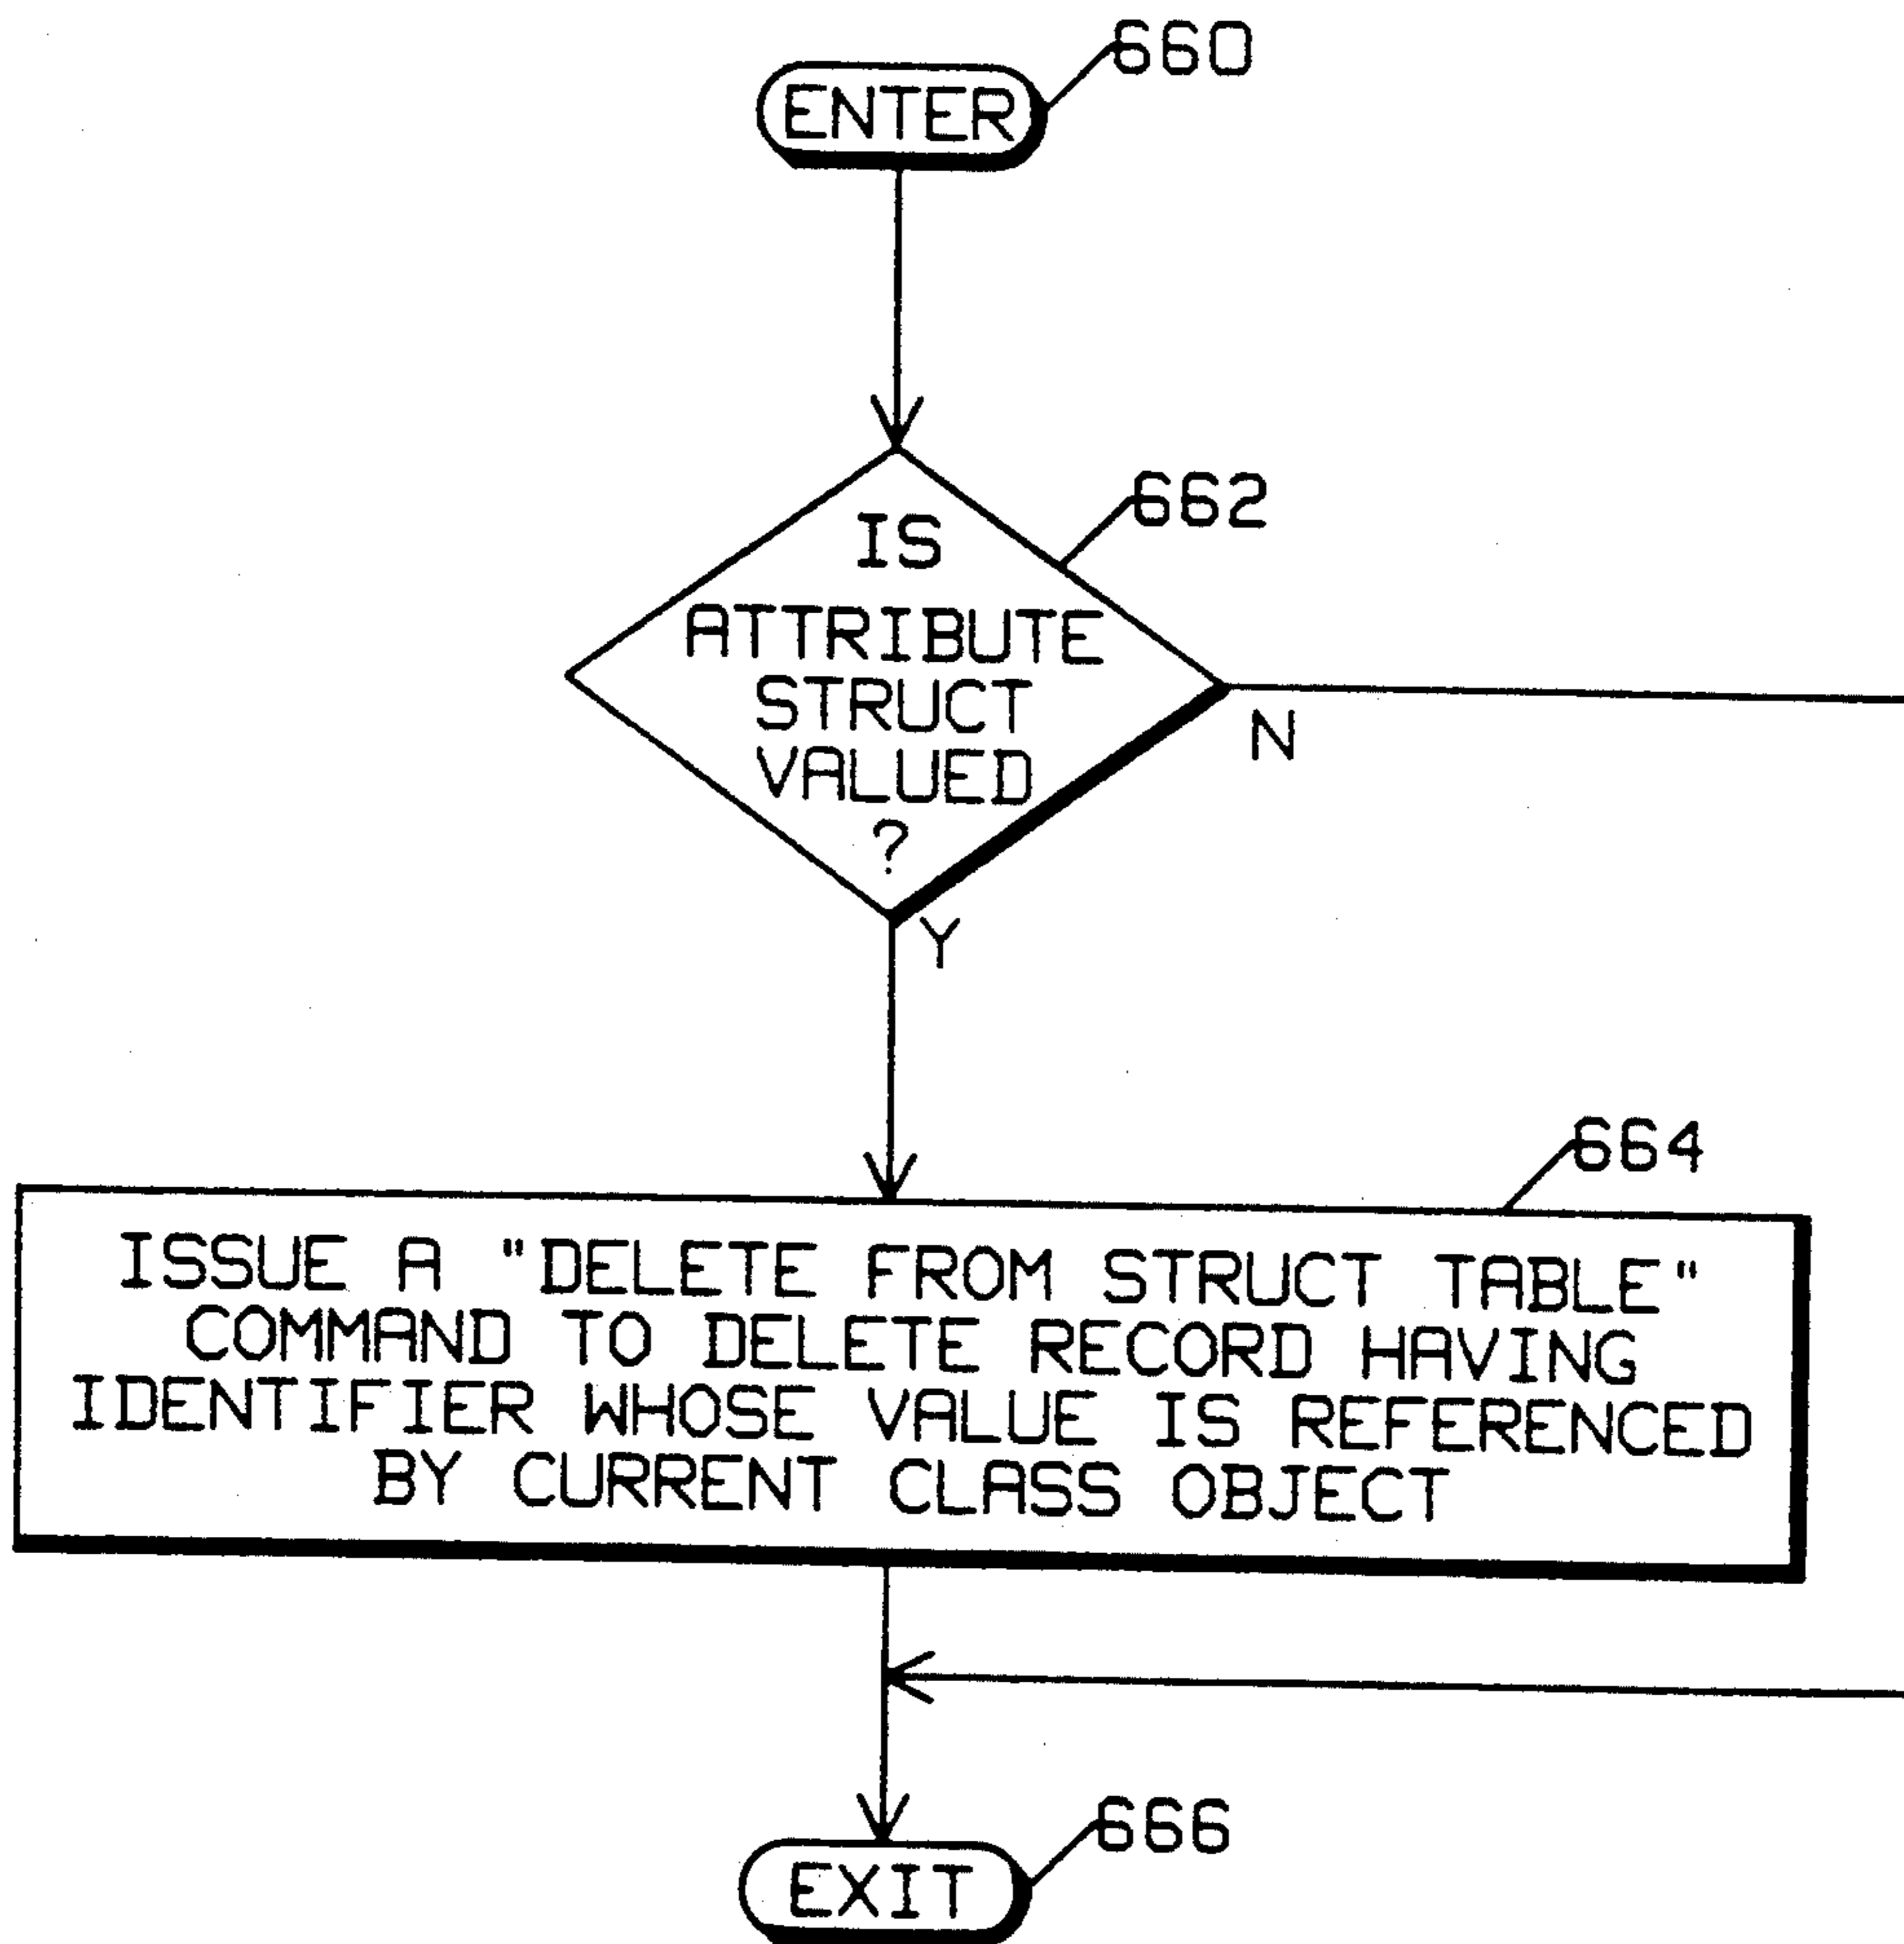 660
ENTER
662
IS
ATTRIBUTE
STRUCT
VALUED
?
N
Y
664
ISSUE A "DELETE FROM STRUCT TABLE"
COMMAND TO DELETE RECORD HAVING
IDENTIFIER WHOSE VALUE IS REFERENCED
BY CURRENT CLASS OBJECT
666
EXIT